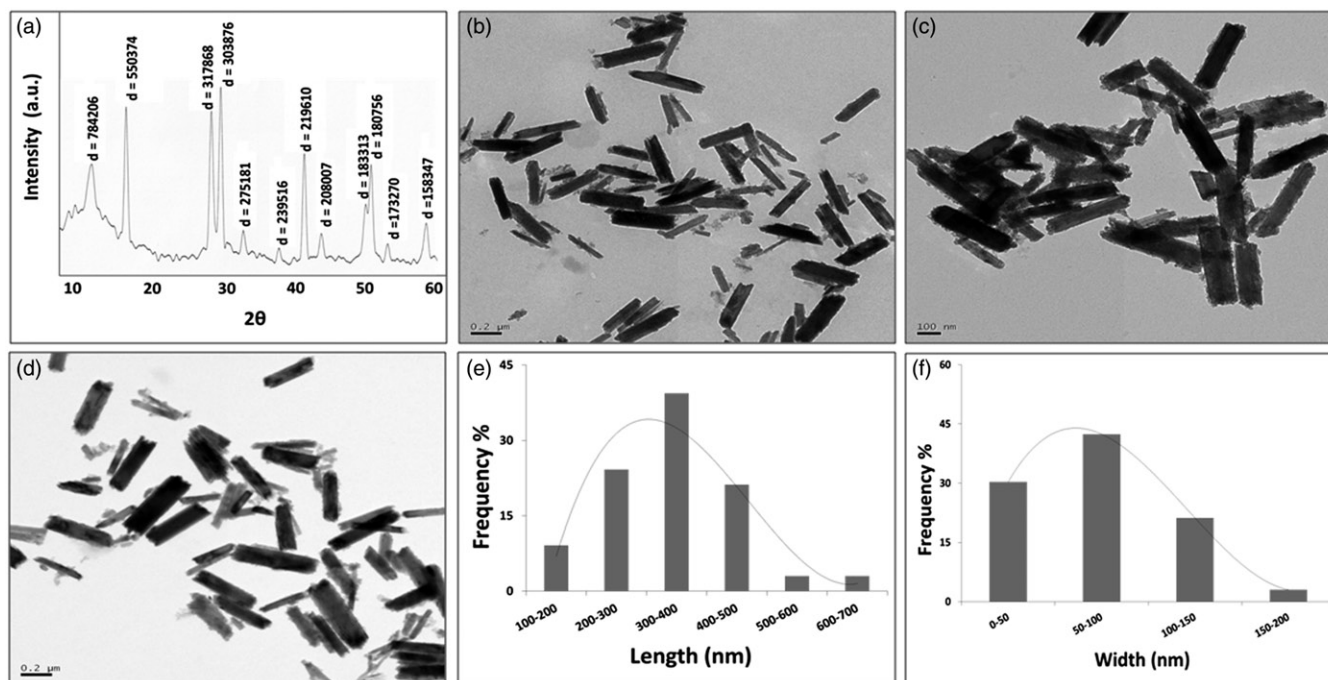 (a)
Intensity (a.u.)
d = 784206
d = 550374
d = 317868
d = 303876
d = 275181
d = 239516
d = 219610
d = 208007
d = 183313
d = 180756
d =173270
d =158347
10 20 30 40 50 60
2θ
(b)
0.2 µm
(c)
100 nm
(d)
0.2 µm
(e)
Frequency %
45
30
15
0
100-200 200-300 300-400 400-500 500-600 600-700
Length (nm)
(f)
Frequency %
60
45
30
15
0
0-50 50-100 100-150 150-200
Width (nm)